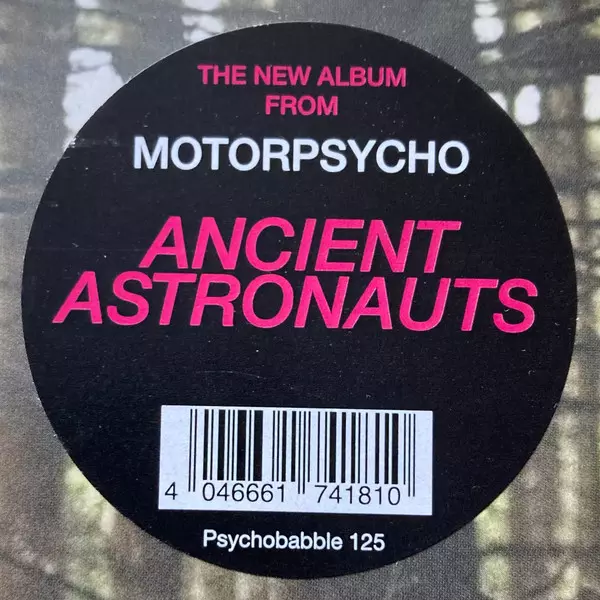 THE NEW ALBUM
FROM
MOTORPSYCHO
ANCIENT
ASTRONAUTS
4 046661 741810
Psychobabble 125